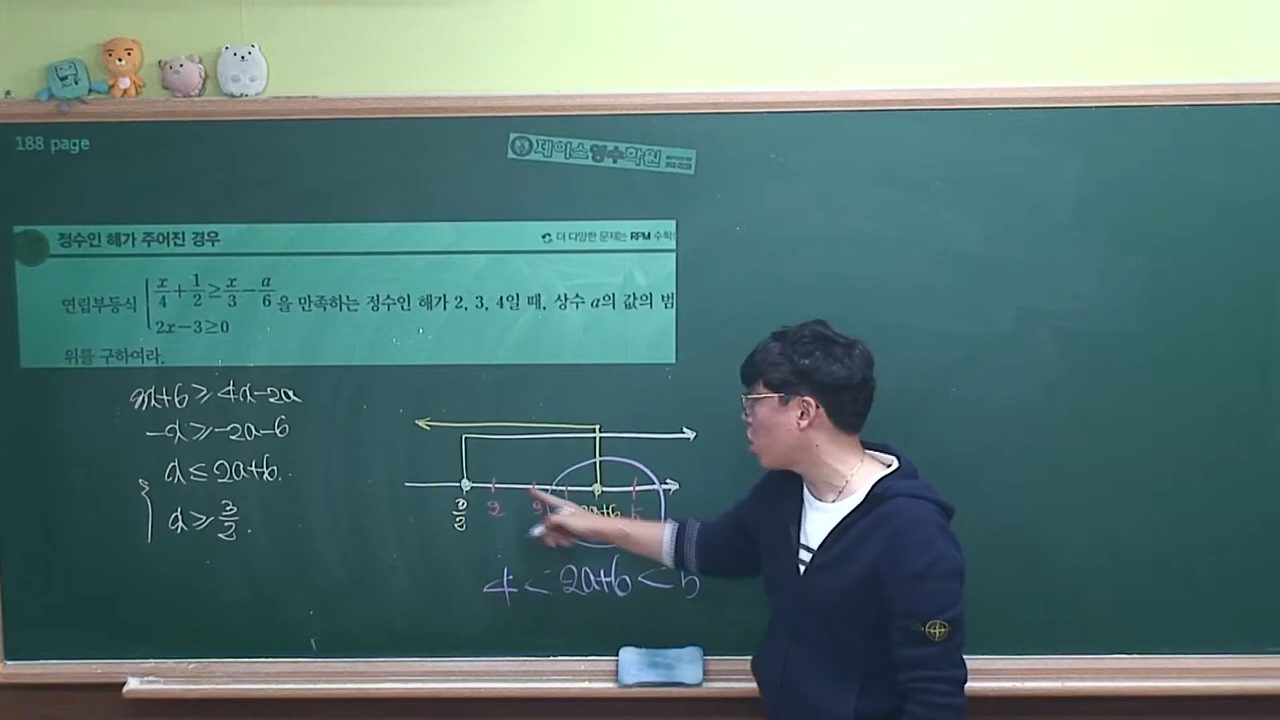 188 page
제이스영수학원
정수인 해가 주어진 경우
더 다양한 문제는 RPM 수학
연립부등식 { x/4 + 1/2 ≥ x/3 − a/6 을 만족하는 정수인 해가 2, 3, 4일 때, 상수 a의 값의 범
2x−3≥0
위를 구하여라.
3x+6 ≥ 4x−2a
−x ≥ −2a−6
x ≤ 2a+6.
x ≥ 3/2.
3/2 2 3 2a+6 5
4 < 2a+6 < 5